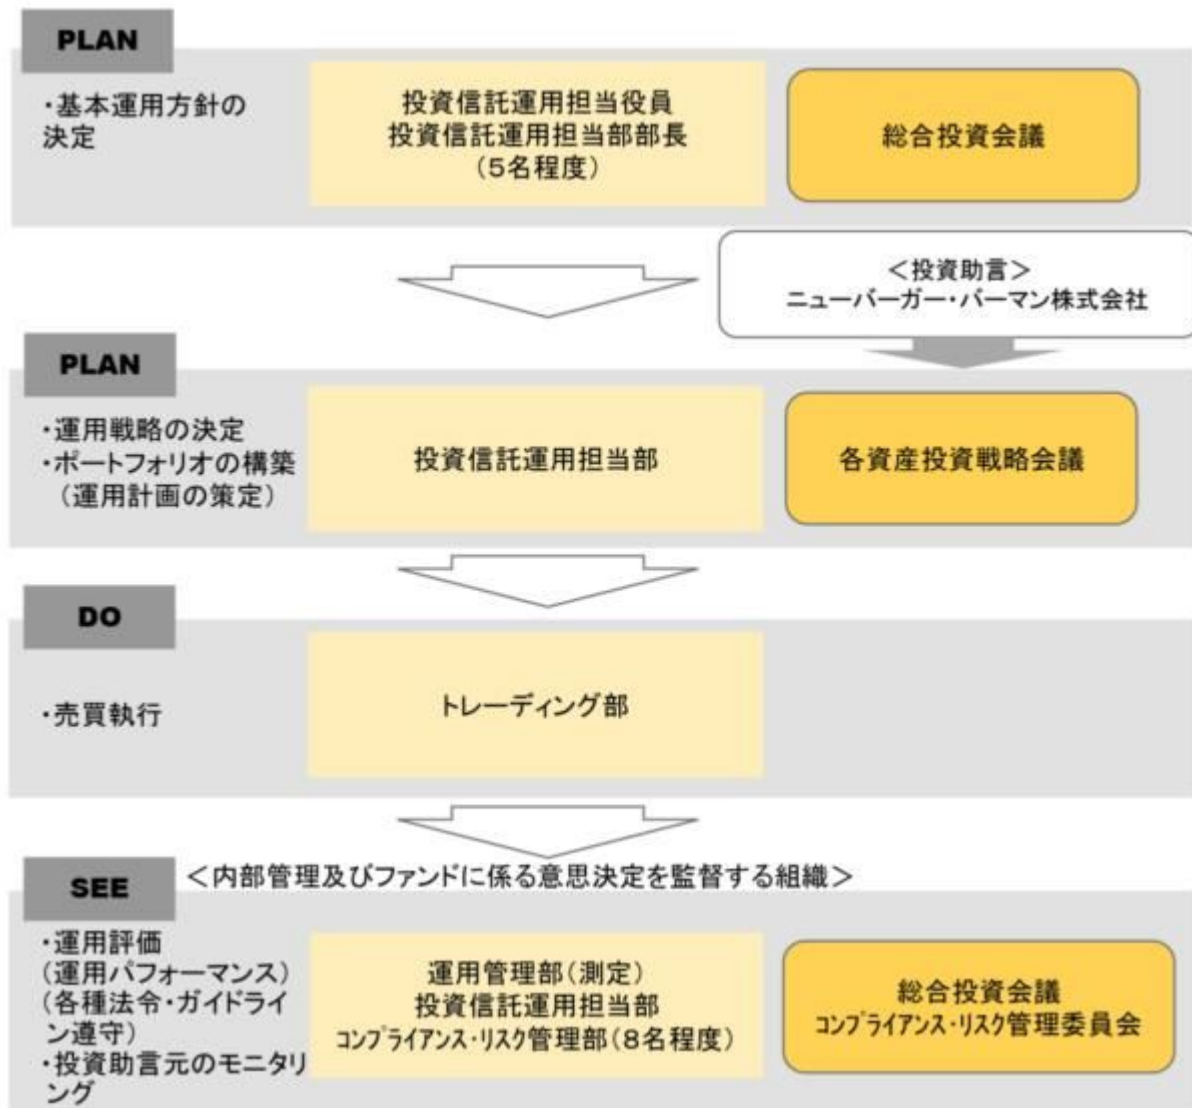 PLAN
・基本運用方針の
決定
投資信託運用担当役員
投資信託運用担当部部長
(5名程度)
総合投資会議
＜投資助言＞
ニューバーガー・バーマン株式会社
PLAN
・運用戦略の決定
・ポートフォリオの構築
(運用計画の策定)
投資信託運用担当部
各資産投資戦略会議
DO
・売買執行
トレーディング部
SEE
＜内部管理及びファンドに係る意思決定を監督する組織＞
・運用評価
(運用パフォーマンス)
(各種法令・ガイドライ
ン遵守)
・投資助言元のモニタリ
ング
運用管理部(測定)
投資信託運用担当部
ｺﾝﾌﾟﾗｲｱﾝｽ・ﾘｽｸ管理部(8名程度)
総合投資会議
ｺﾝﾌﾟﾗｲｱﾝｽ・ﾘｽｸ管理委員会